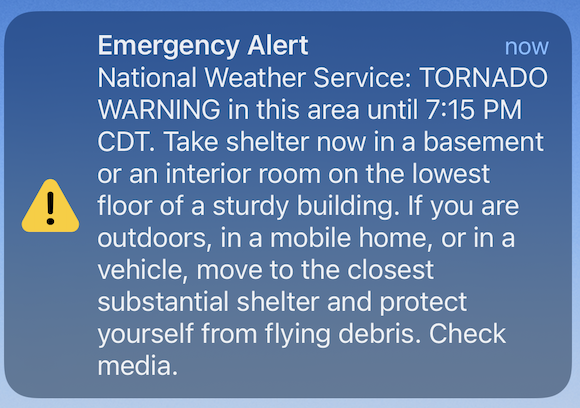 Emergency Alert now
National Weather Service: TORNADO
WARNING in this area until 7:15 PM
CDT. Take shelter now in a basement
or an interior room on the lowest
floor of a sturdy building. If you are
outdoors, in a mobile home, or in a
vehicle, move to the closest
substantial shelter and protect
yourself from flying debris. Check
media.